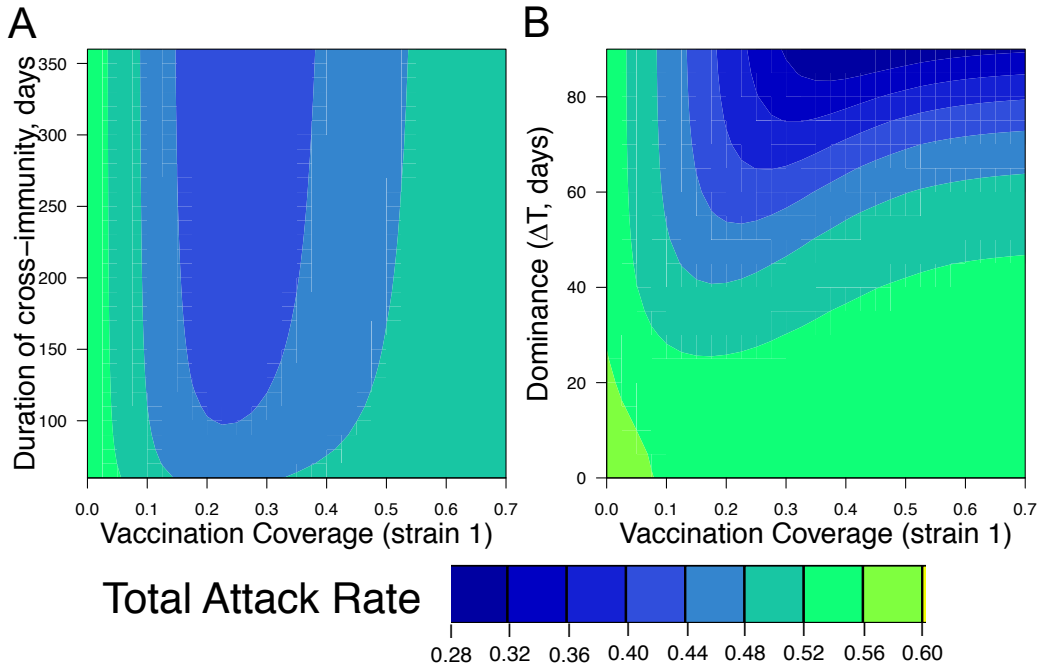 A
B
Duration of cross−immunity, days
350
300
250
200
150
100
0.0 0.1 0.2 0.3 0.4 0.5 0.6 0.7
Vaccination Coverage (strain 1)
Dominance (ΔT, days)
80
60
40
20
0
0.0 0.1 0.2 0.3 0.4 0.5 0.6 0.7
Vaccination Coverage (strain 1)
Total Attack Rate
0.28 0.32 0.36 0.40 0.44 0.48 0.52 0.56 0.60